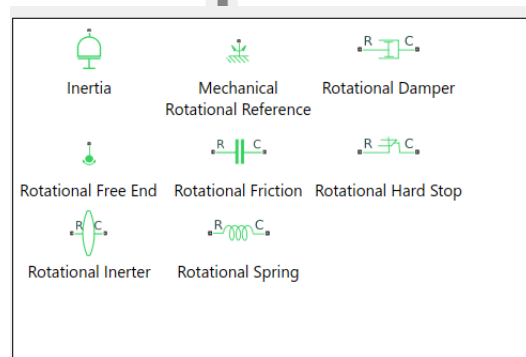 R C
Inertia Mechanical Rotational Damper
Rotational Reference
R C R C
Rotational Free End Rotational Friction Rotational Hard Stop
R C R C
Rotational Inerter Rotational Spring